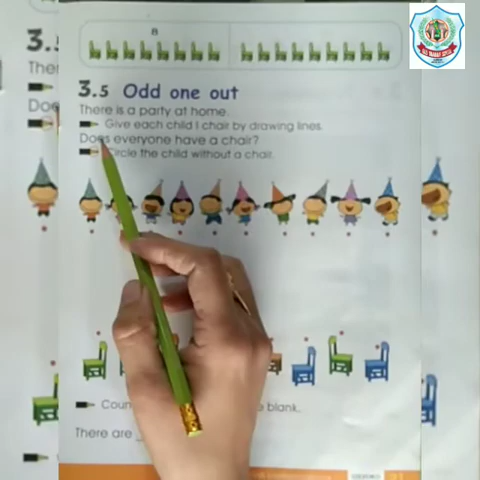 8
3.5 Odd one out
There is a party at home.
Give each child 1 chair by drawing lines.
Does everyone have a chair?
Circle the child without a chair.
Coun
blank.
There are